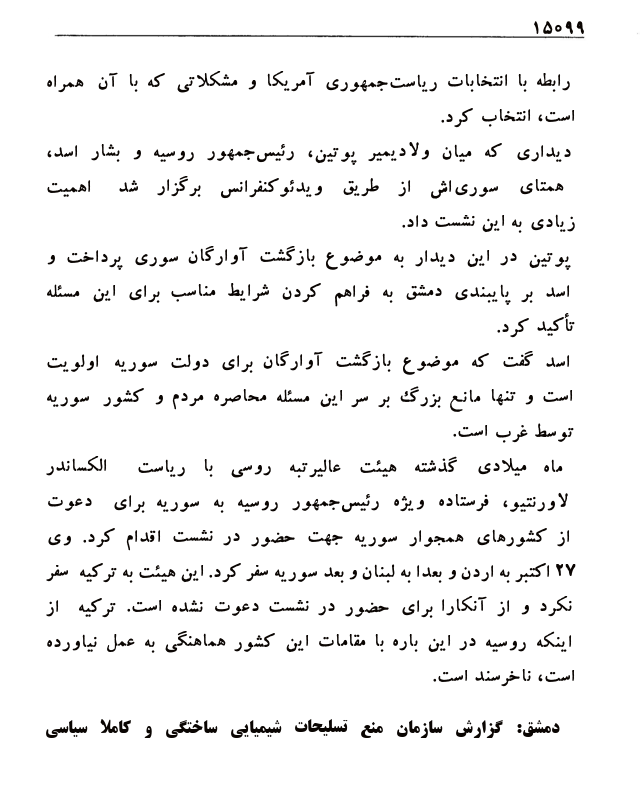 ۱۵۰۹۹
رابطه با انتخابات ریاست‌جمهوری آمریکا و مشکلاتی که با آن همراه
است، انتخاب کرد.
دیداری که میان ولادیمیر پوتین، رئیس‌جمهور روسیه و بشار اسد،
همتای سوری‌اش از طریق ویدئوکنفرانس برگزار شد اهمیت
زیادی به این نشست داد.
پوتین در این دیدار به موضوع بازگشت آوارگان سوری پرداخت و
اسد بر پایبندی دمشق به فراهم کردن شرایط مناسب برای این مسئله
تأکید کرد.
اسد گفت که موضوع بازگشت آوارگان برای دولت سوریه اولویت
است و تنها مانع بزرگ بر سر این مسئله محاصره مردم و کشور سوریه
توسط غرب است.
ماه میلادی گذشته هیئت عالیرتبه روسی با ریاست الکساندر
لاورنتیو، فرستاده ویژه رئیس‌جمهور روسیه به سوریه برای دعوت
از کشورهای همجوار سوریه جهت حضور در نشست اقدام کرد. وی
۲۷ اکتبر به اردن و بعدا به لبنان و بعد سوریه سفر کرد. این هیئت به ترکیه سفر
نکرد و از آنکارا برای حضور در نشست دعوت نشده است. ترکیه از
اینکه روسیه در این باره با مقامات این کشور هماهنگی به عمل نیاورده
است، ناخرسند است.
دمشق: گزارش سازمان منع تسلیحات شیمیایی ساختگی و کاملا سیاسی